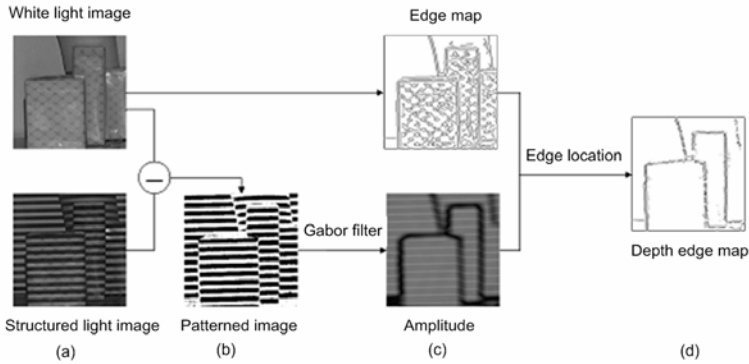 White light image
Edge map
Edge location
Gabor filter
Depth edge map
Structured light image
Patterned image
Amplitude
(a)
(b)
(c)
(d)